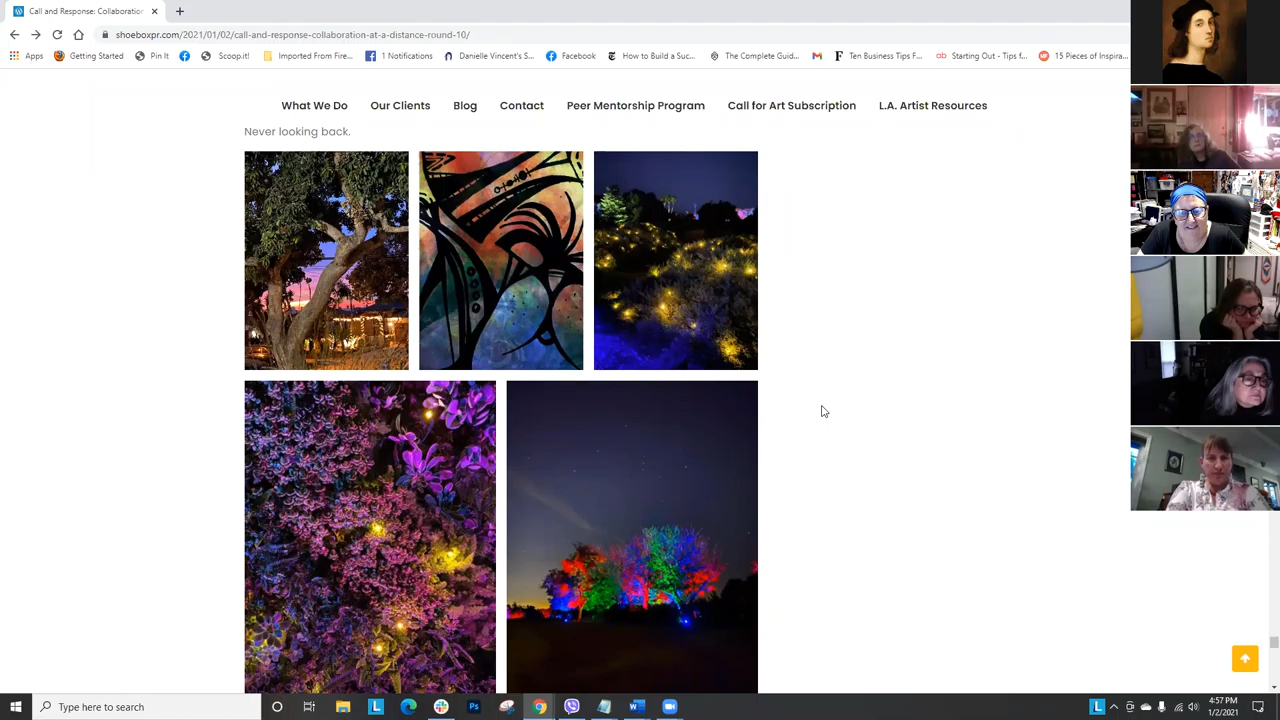 Call and Response: Collaboration
shoeboxpr.com/2021/01/02/call-and-response-collaboration-at-a-distance-round-10/
Apps Getting Started Pin It Scoop.it! Imported From Fire... 1 Notifications Danielle Vincent's S... Facebook How to Build a Suc... The Complete Guid... Ten Business Tips F... Starting Out - Tips f... 15 Pieces of Inspira...
What We Do Our Clients Blog Contact Peer Mentorship Program Call for Art Subscription L.A. Artist Resources
Never looking back.
Type here to search
4:57 PM
1/2/2021